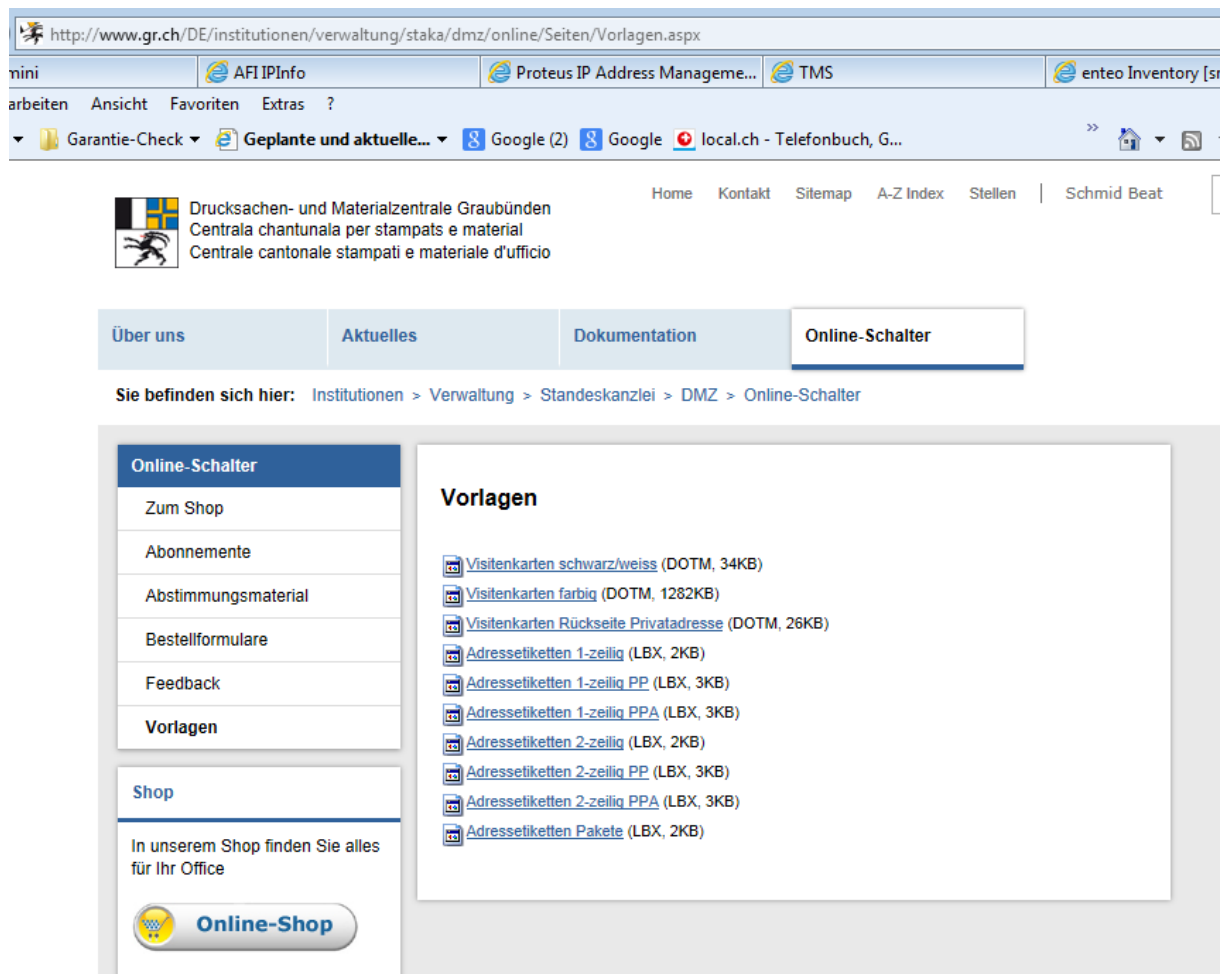 http://www.gr.ch/DE/institutionen/verwaltung/staka/dmz/online/Seiten/Vorlagen.aspx
mini AFI IPInfo Proteus IP Address Manageme... TMS enteo Inventory [sr
arbeiten Ansicht Favoriten Extras ?
Garantie-Check Geplante und aktuelle... Google (2) Google local.ch - Telefonbuch, G... »
Home Kontakt Sitemap A-Z Index Stellen | Schmid Beat
Drucksachen- und Materialzentrale Graubünden
Centrala chantunala per stampats e material
Centrale cantonale stampati e materiale d'ufficio
Über uns Aktuelles Dokumentation Online-Schalter
Sie befinden sich hier: Institutionen > Verwaltung > Standeskanzlei > DMZ > Online-Schalter
Online-Schalter
Zum Shop
Abonnemente
Abstimmungsmaterial
Bestellformulare
Feedback
Vorlagen
Shop
In unserem Shop finden Sie alles
für Ihr Office
Online-Shop
Vorlagen
Visitenkarten schwarz/weiss (DOTM, 34KB)
Visitenkarten farbig (DOTM, 1282KB)
Visitenkarten Rückseite Privatadresse (DOTM, 26KB)
Adressetiketten 1-zeilig (LBX, 2KB)
Adressetiketten 1-zeilig PP (LBX, 3KB)
Adressetiketten 1-zeilig PPA (LBX, 3KB)
Adressetiketten 2-zeilig (LBX, 2KB)
Adressetiketten 2-zeilig PP (LBX, 3KB)
Adressetiketten 2-zeilig PPA (LBX, 3KB)
Adressetiketten Pakete (LBX, 2KB)